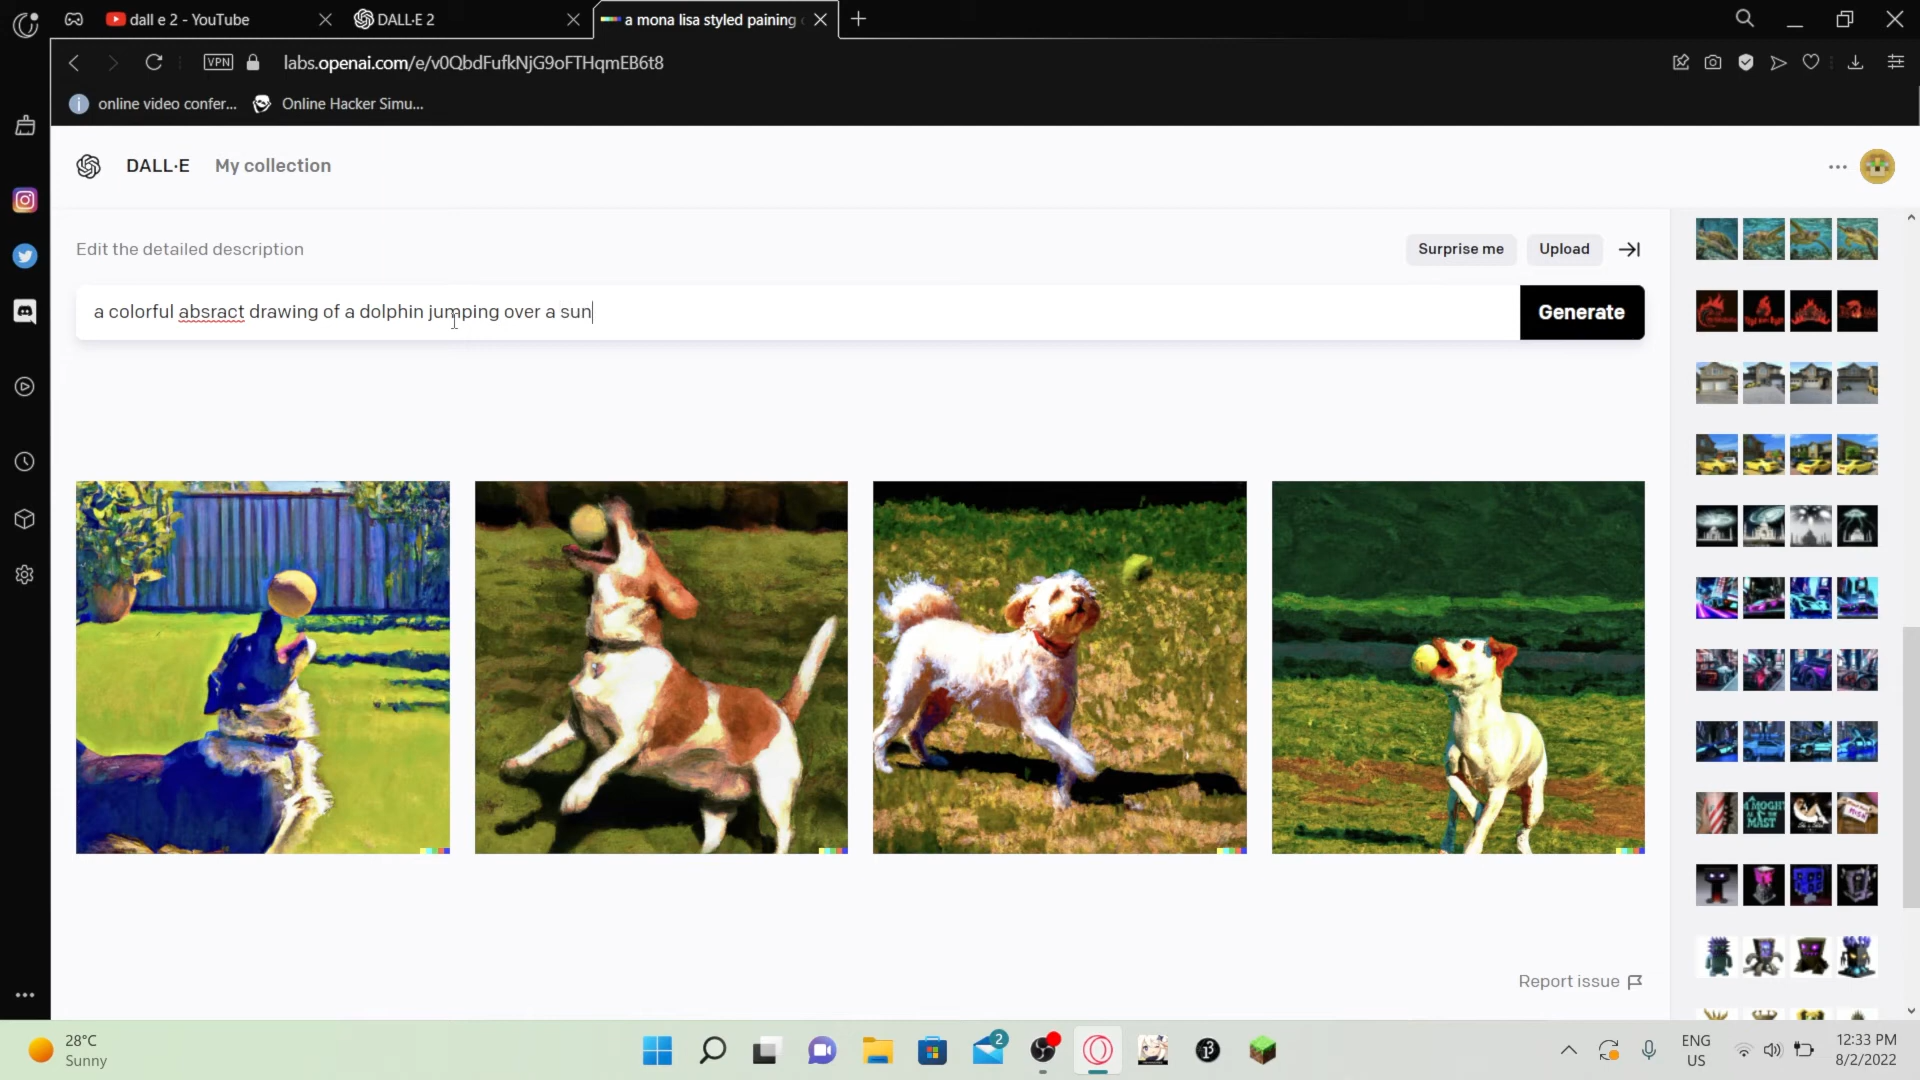 dall e 2 - YouTube
DALL·E 2
a mona lisa styled paining
VPN
labs.openai.com/e/v0QbdFufkNjG9oFTHqmEB6t8
online video confer...
Online Hacker Simu...
DALL·E
My collection
Edit the detailed description
Surprise me
Upload
a colorful absract drawing of a dolphin jumping over a sun
Generate
Report issue
28°C
Sunny
2
ENG
US
12:33 PM
8/2/2022